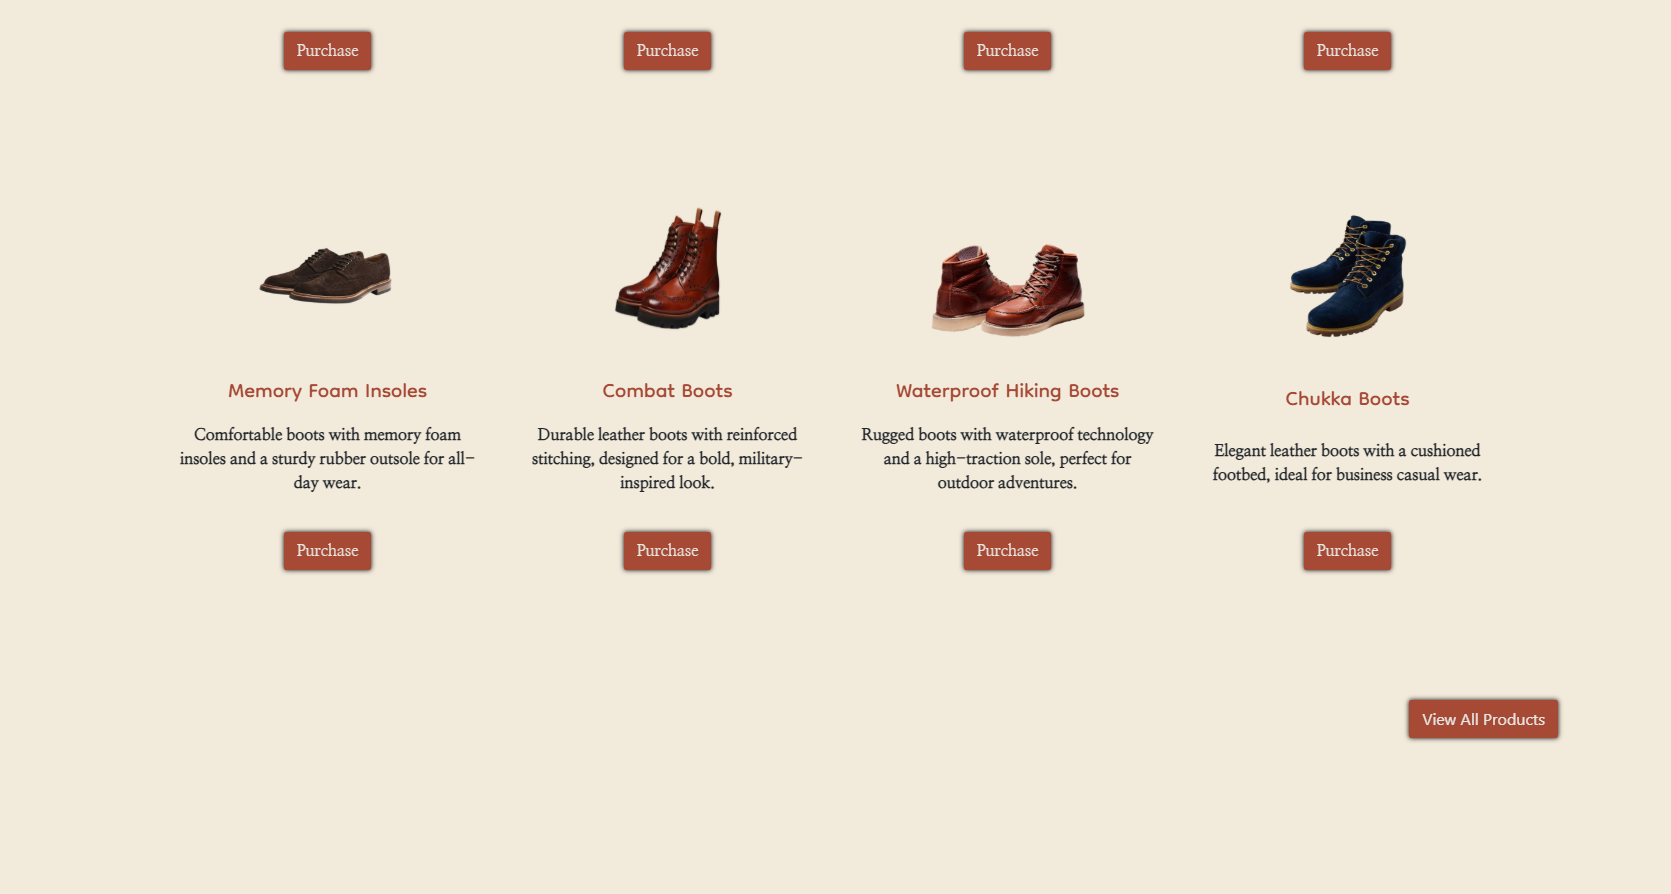 Purchase
Purchase
Purchase
Purchase
Memory Foam Insoles
Comfortable boots with memory foam
insoles and a sturdy rubber outsole for all-
day wear.
Purchase
Combat Boots
Durable leather boots with reinforced
stitching, designed for a bold, military-
inspired look.
Purchase
Waterproof Hiking Boots
Rugged boots with waterproof technology
and a high-traction sole, perfect for
outdoor adventures.
Purchase
Chukka Boots
Elegant leather boots with a cushioned
footbed, ideal for business casual wear.
Purchase
View All Products